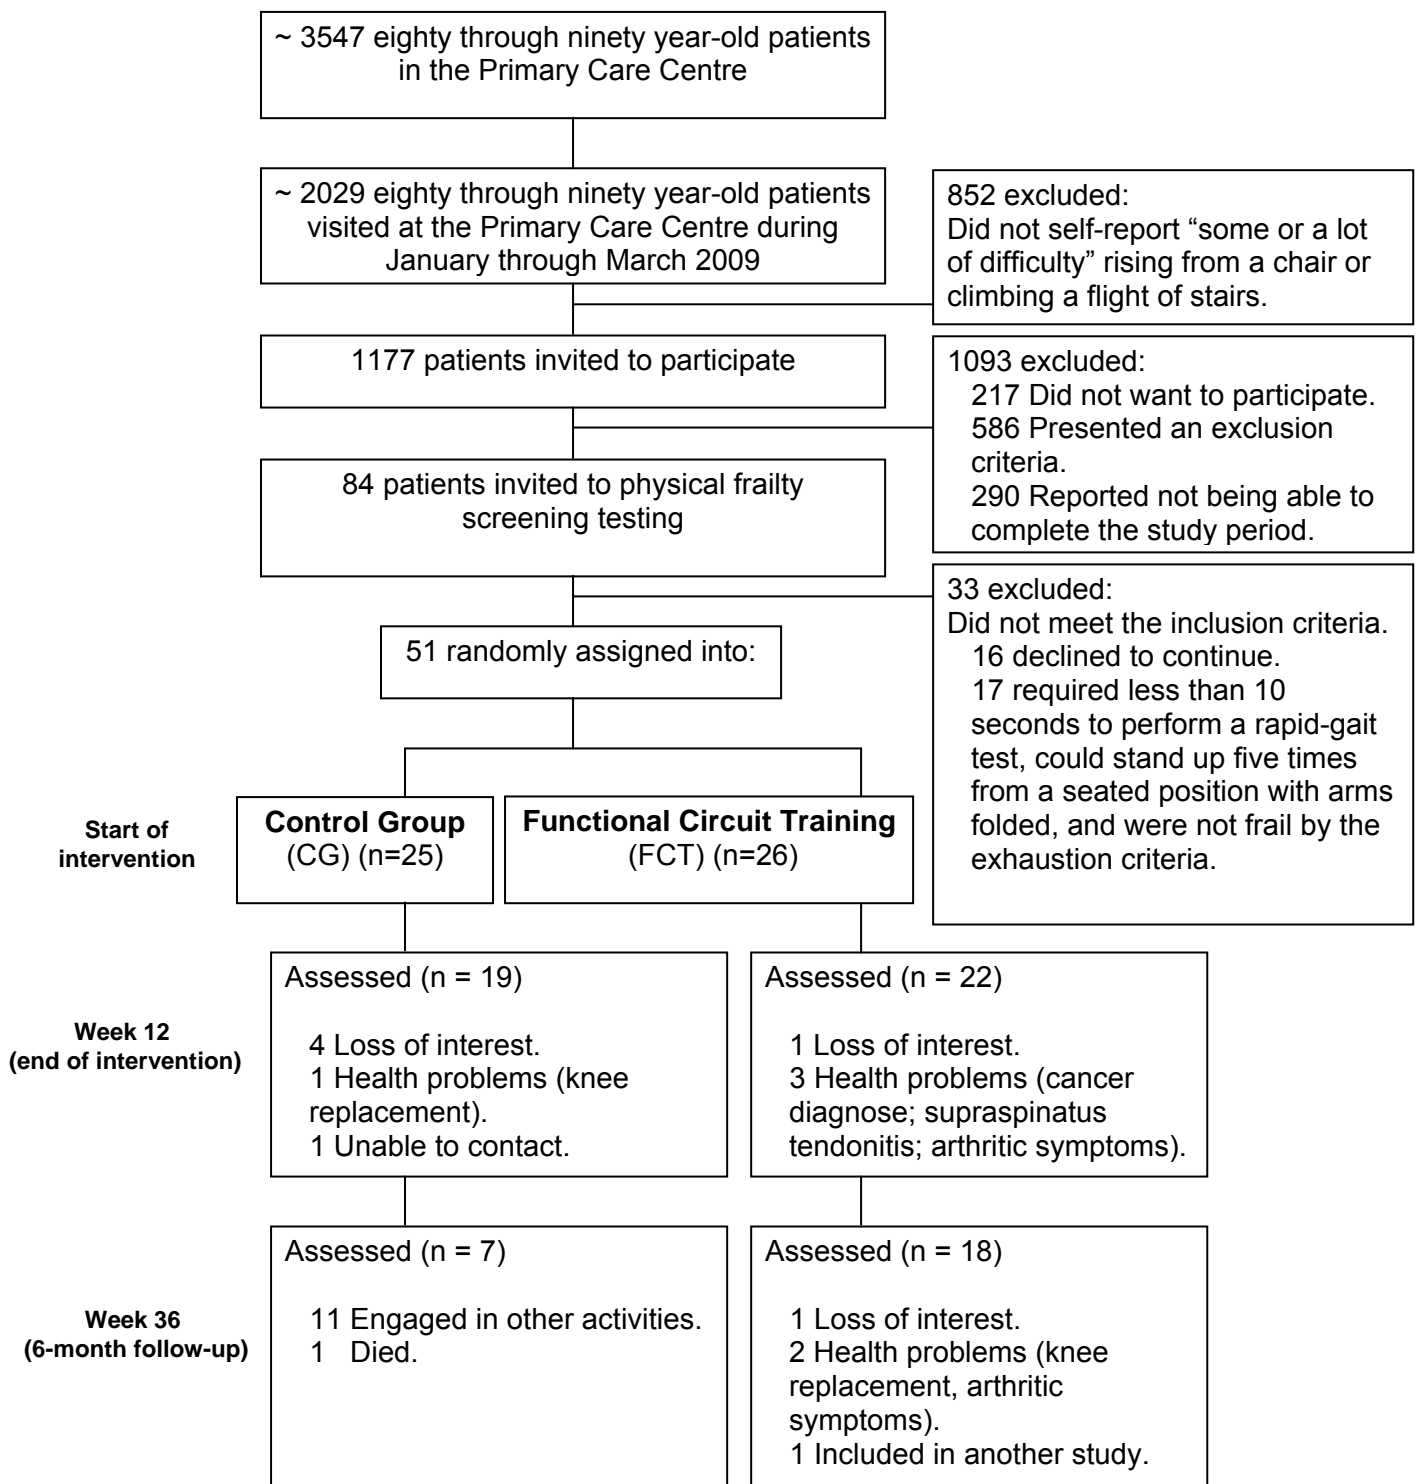 ~ 3547 eighty through ninety year-old patients
in the Primary Care Centre
~ 2029 eighty through ninety year-old patients
visited at the Primary Care Centre during
January through March 2009
852 excluded:
Did not self-report “some or a lot
of difficulty” rising from a chair or
climbing a flight of stairs.
1177 patients invited to participate
1093 excluded:
217 Did not want to participate.
586 Presented an exclusion
criteria.
290 Reported not being able to
complete the study period.
84 patients invited to physical frailty
screening testing
33 excluded:
Did not meet the inclusion criteria.
16 declined to continue.
17 required less than 10
seconds to perform a rapid-gait
test, could stand up five times
from a seated position with arms
folded, and were not frail by the
exhaustion criteria.
51 randomly assigned into:
Start of
intervention
Control Group
(CG) (n=25)
Functional Circuit Training
(FCT) (n=26)
Week 12
(end of intervention)
Assessed (n = 19)
4 Loss of interest.
1 Health problems (knee
replacement).
1 Unable to contact.
Assessed (n = 22)
1 Loss of interest.
3 Health problems (cancer
diagnose; supraspinatus
tendonitis; arthritic symptoms).
Week 36
(6-month follow-up)
Assessed (n = 7)
11 Engaged in other activities.
1 Died.
Assessed (n = 18)
1 Loss of interest.
2 Health problems (knee
replacement, arthritic
symptoms).
1 Included in another study.